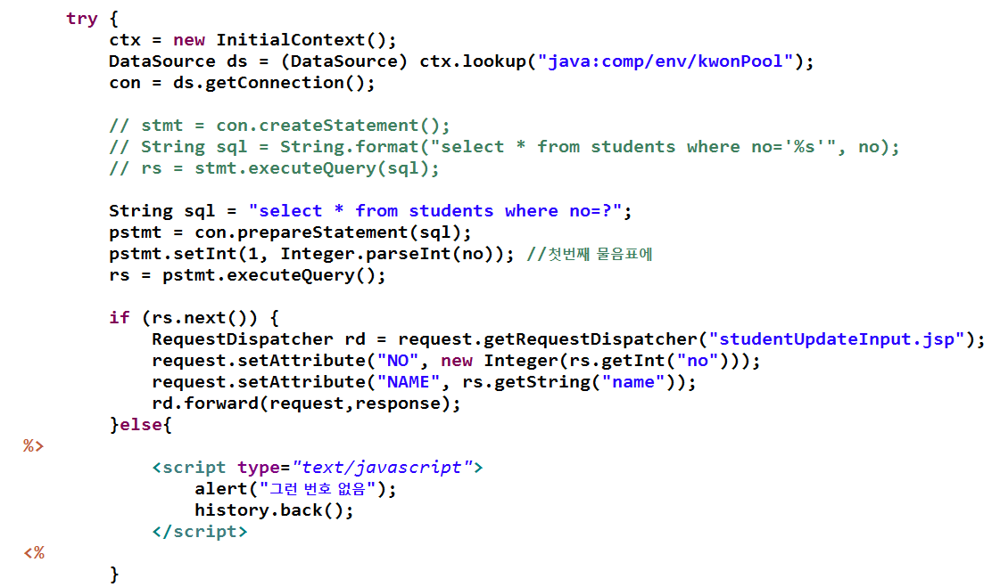 try {
ctx = new InitialContext();
DataSource ds = (DataSource) ctx.lookup("java:comp/env/kwonPool");
con = ds.getConnection();
// stmt = con.createStatement();
// String sql = String.format("select * from students where no='%s'", no);
// rs = stmt.executeQuery(sql);
String sql = "select * from students where no=?";
pstmt = con.prepareStatement(sql);
pstmt.setInt(1, Integer.parseInt(no)); //첫번째 물음표에
rs = pstmt.executeQuery();
if (rs.next()) {
RequestDispatcher rd = request.getRequestDispatcher("studentUpdateInput.jsp");
request.setAttribute("NO", new Integer(rs.getInt("no")));
request.setAttribute("NAME", rs.getString("name"));
rd.forward(request,response);
}else{
%>
<script type="text/javascript">
alert("그런 번호 없음");
history.back();
</script>
<%
}